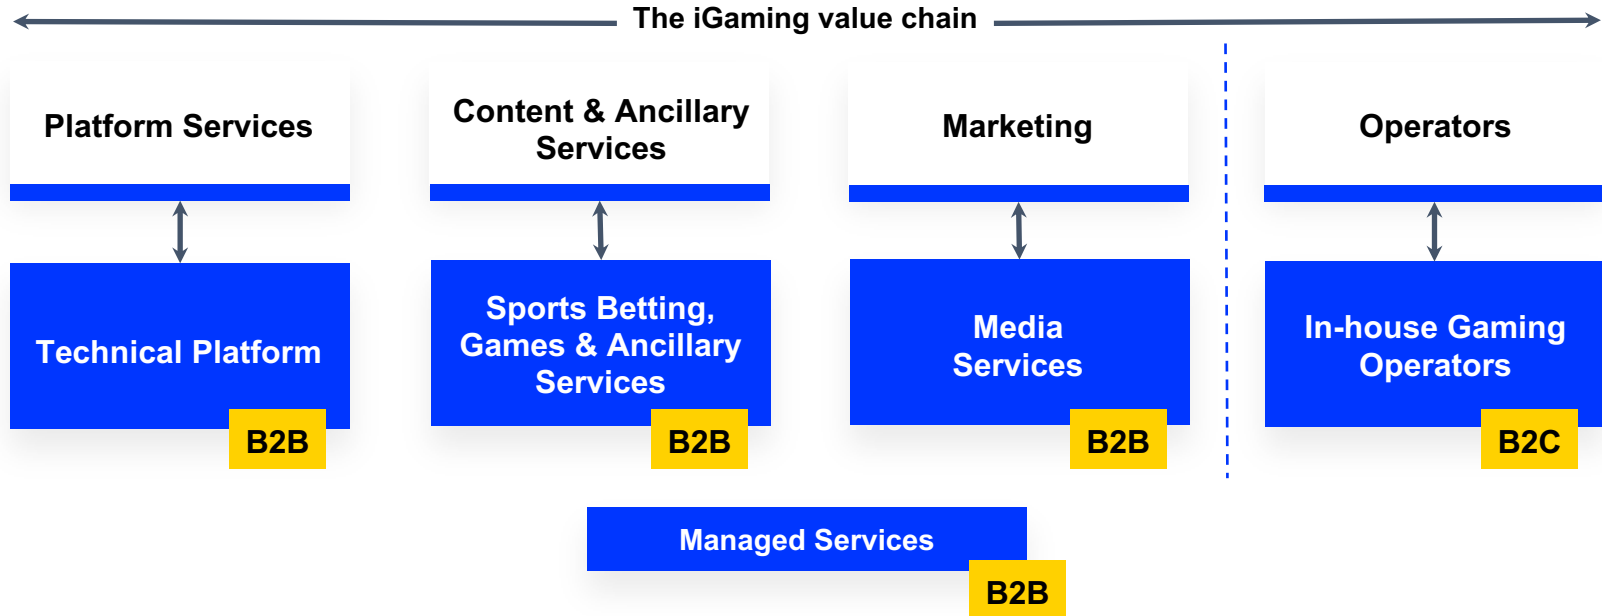 The iGaming value chain
Platform Services
Content & Ancillary
Services
Marketing
Operators
Technical Platform
B2B
Sports Betting,
Games & Ancillary
Services
B2B
Media
Services
B2B
In-house Gaming
Operators
B2C
Managed Services
B2B